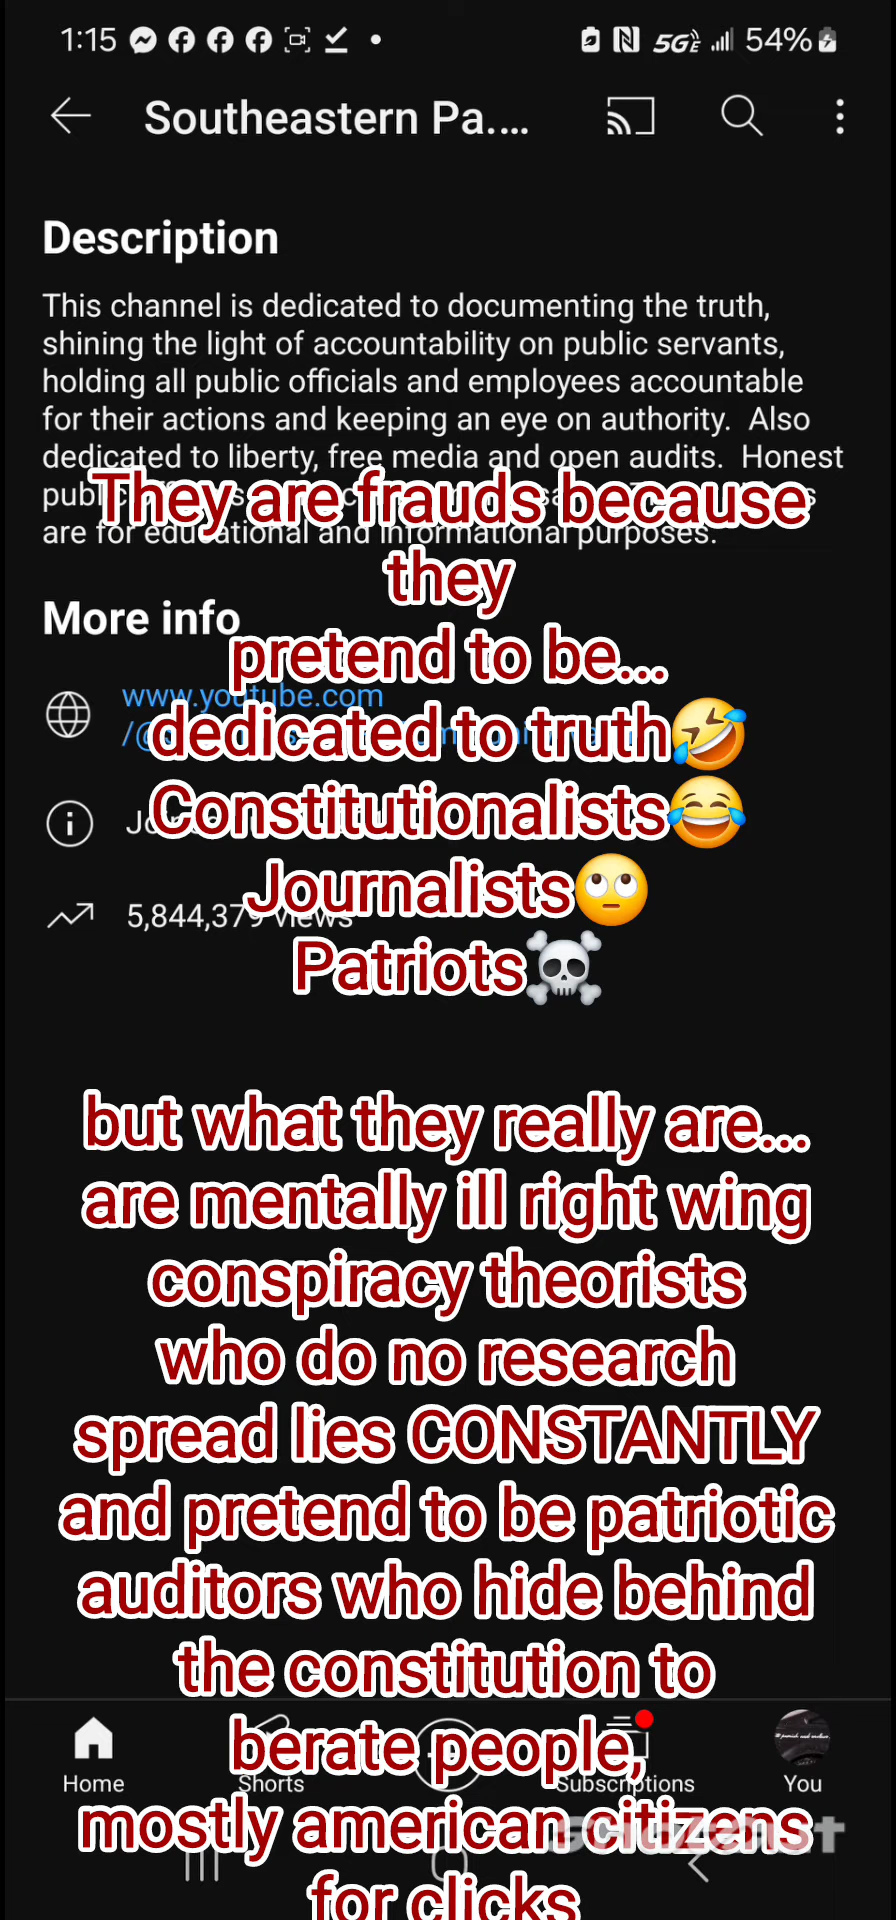 1:15
5GE
54%
Southeastern Pa....
Description
This channel is dedicated to documenting the truth,
shining the light of accountability on public servants,
holding all public officials and employees accountable
for their actions and keeping an eye on authority. Also
dedicated to liberty, free media and open audits. Honest
They are frauds because
are for educational and informational purposes.
they
More info
pretend to be...
www.youtube.com
dedicated to truth🤣
Constitutionalists😂
Journalists🙄
5,844,379 views
Patriots☠️
but what they really are...
are mentally ill right wing
conspiracy theorists
who do no research
spread lies CONSTANTLY
and pretend to be patriotic
auditors who hide behind
the constitution to
berate people,
Home
Shorts
Subscriptions
You
mostly american citizens
for clicks